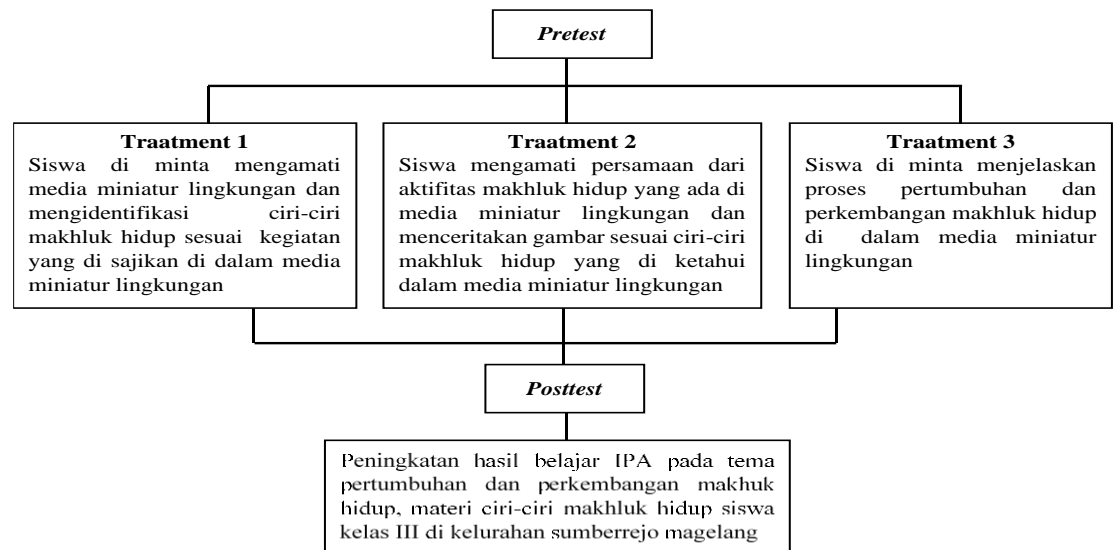 Pretest
Traatment 1
Siswa di minta mengamati
media miniatur lingkungan dan
mengidentifikasi ciri-ciri
makhluk hidup sesuai kegiatan
yang di sajikan di dalam media
miniatur lingkungan
Traatment 2
Siswa mengamati persamaan dari
aktifitas makhluk hidup yang ada di
media miniatur lingkungan dan
menceritakan gambar sesuai ciri-ciri
makhluk hidup yang di ketahui
dalam media miniatur lingkungan
Traatment 3
Siswa di minta menjelaskan
proses pertumbuhan dan
perkembangan makhluk hidup
di dalam media miniatur
lingkungan
Posttest
Peningkatan hasil belajar IPA pada tema
pertumbuhan dan perkembangan makhuk
hidup, materi ciri-ciri makhluk hidup siswa
kelas III di kelurahan sumberrejo magelang